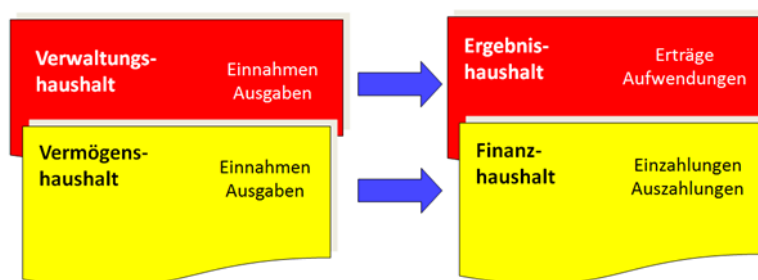 Verwaltungs-
haushalt
Einnahmen
Ausgaben
Ergebnis-
haushalt
Erträge
Aufwendungen
Vermögens-
haushalt
Einnahmen
Ausgaben
Finanz-
haushalt
Einzahlungen
Auszahlungen